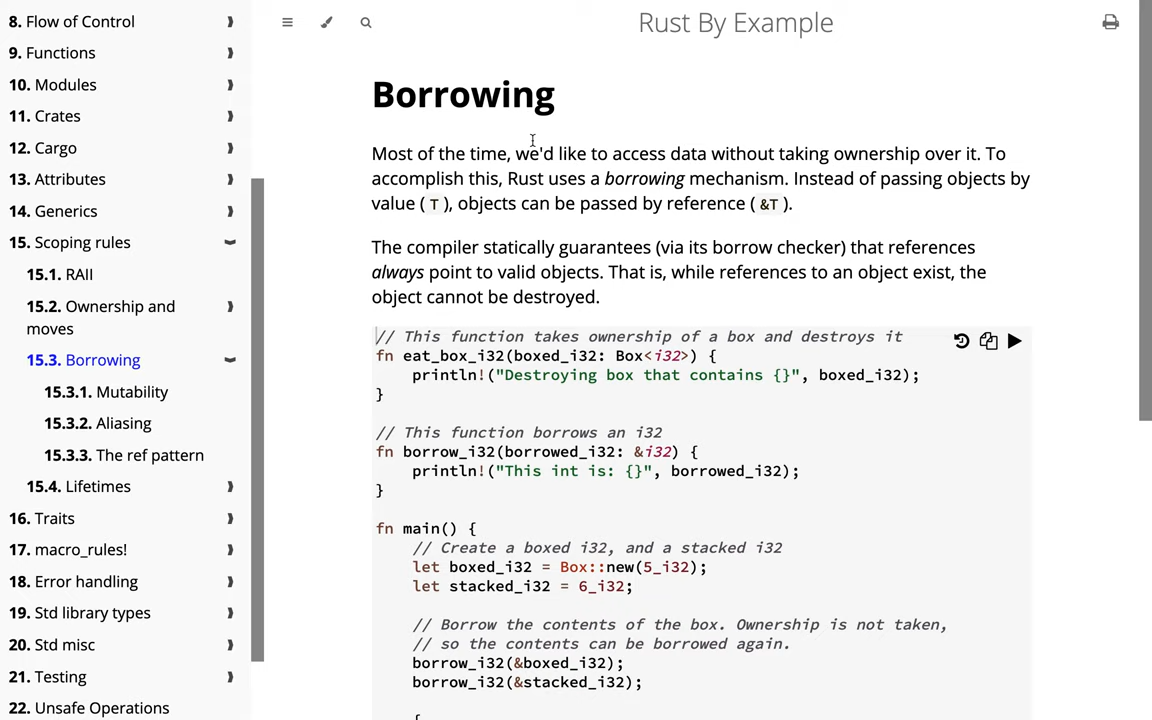 8. Flow of Control
9. Functions
10. Modules
11. Crates
12. Cargo
13. Attributes
14. Generics
15. Scoping rules
15.1. RAII
15.2. Ownership and
moves
15.3. Borrowing
15.3.1. Mutability
15.3.2. Aliasing
15.3.3. The ref pattern
15.4. Lifetimes
16. Traits
17. macro_rules!
18. Error handling
19. Std library types
20. Std misc
21. Testing
22. Unsafe Operations
Rust By Example
Borrowing
Most of the time, we'd like to access data without taking ownership over it. To
accomplish this, Rust uses a borrowing mechanism. Instead of passing objects by
value ( T ), objects can be passed by reference ( &T ).
The compiler statically guarantees (via its borrow checker) that references
always point to valid objects. That is, while references to an object exist, the
object cannot be destroyed.
// This function takes ownership of a box and destroys it
fn eat_box_i32(boxed_i32: Box<i32>) {
    println!("Destroying box that contains {}", boxed_i32);
}
// This function borrows an i32
fn borrow_i32(borrowed_i32: &i32) {
    println!("This int is: {}", borrowed_i32);
}
fn main() {
    // Create a boxed i32, and a stacked i32
    let boxed_i32 = Box::new(5_i32);
    let stacked_i32 = 6_i32;
    // Borrow the contents of the box. Ownership is not taken,
    // so the contents can be borrowed again.
    borrow_i32(&boxed_i32);
    borrow_i32(&stacked_i32);
    {